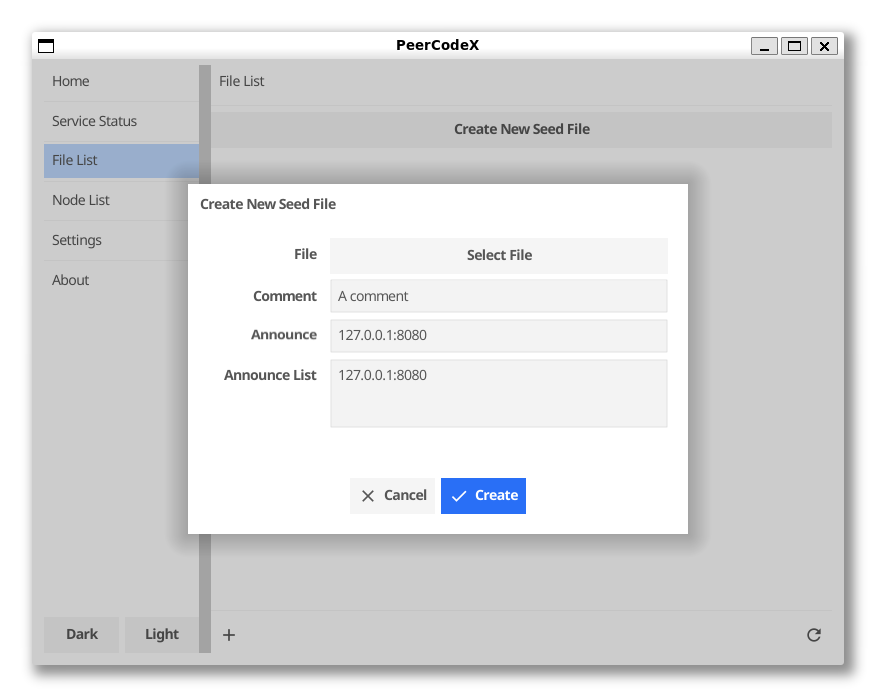 PeerCodeX
Home
Service Status
File List
Node List
Settings
About
Dark
Light
File List
Create New Seed File
Create New Seed File
File
Select File
Comment
A comment
Announce
127.0.0.1:8080
Announce List
127.0.0.1:8080
Cancel
Create